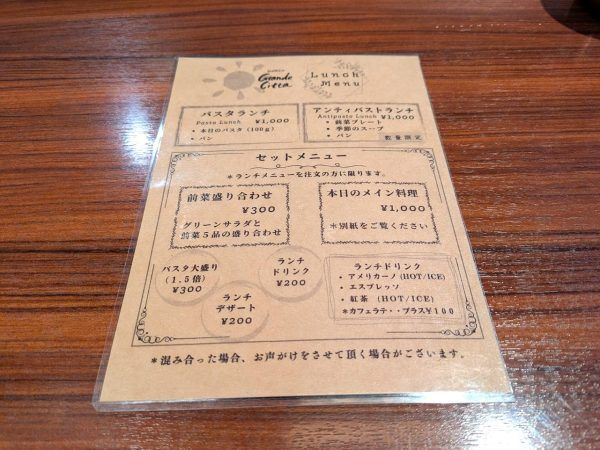 Grande
Citta
Lunch
Menu
パスタランチ
Pasta Lunch ¥1,000
• 本日のパスタ (100g)
• パン
アンティパストランチ
Antipasto Lunch ¥1,000
• 前菜プレート
• 季節のスープ
• パン
数量限定
セットメニュー
*ランチメニューを注文の方に限ります。
前菜盛り合わせ
¥300
グリーンサラダと
前菜5品の盛り合わせ
本日のメイン料理
¥1,000
*別紙をご覧ください
パスタ大盛り
(1.5倍)
¥300
ランチ
ドリンク
¥200
ランチ
デザート
¥200
ランチドリンク
• アメリカーノ (HOT/ICE)
• エスプレッソ
• 紅茶 (HOT/ICE)
*カフェラテ・・プラス¥100
*混み合った場合、お声がけをさせて頂く場合がございます。